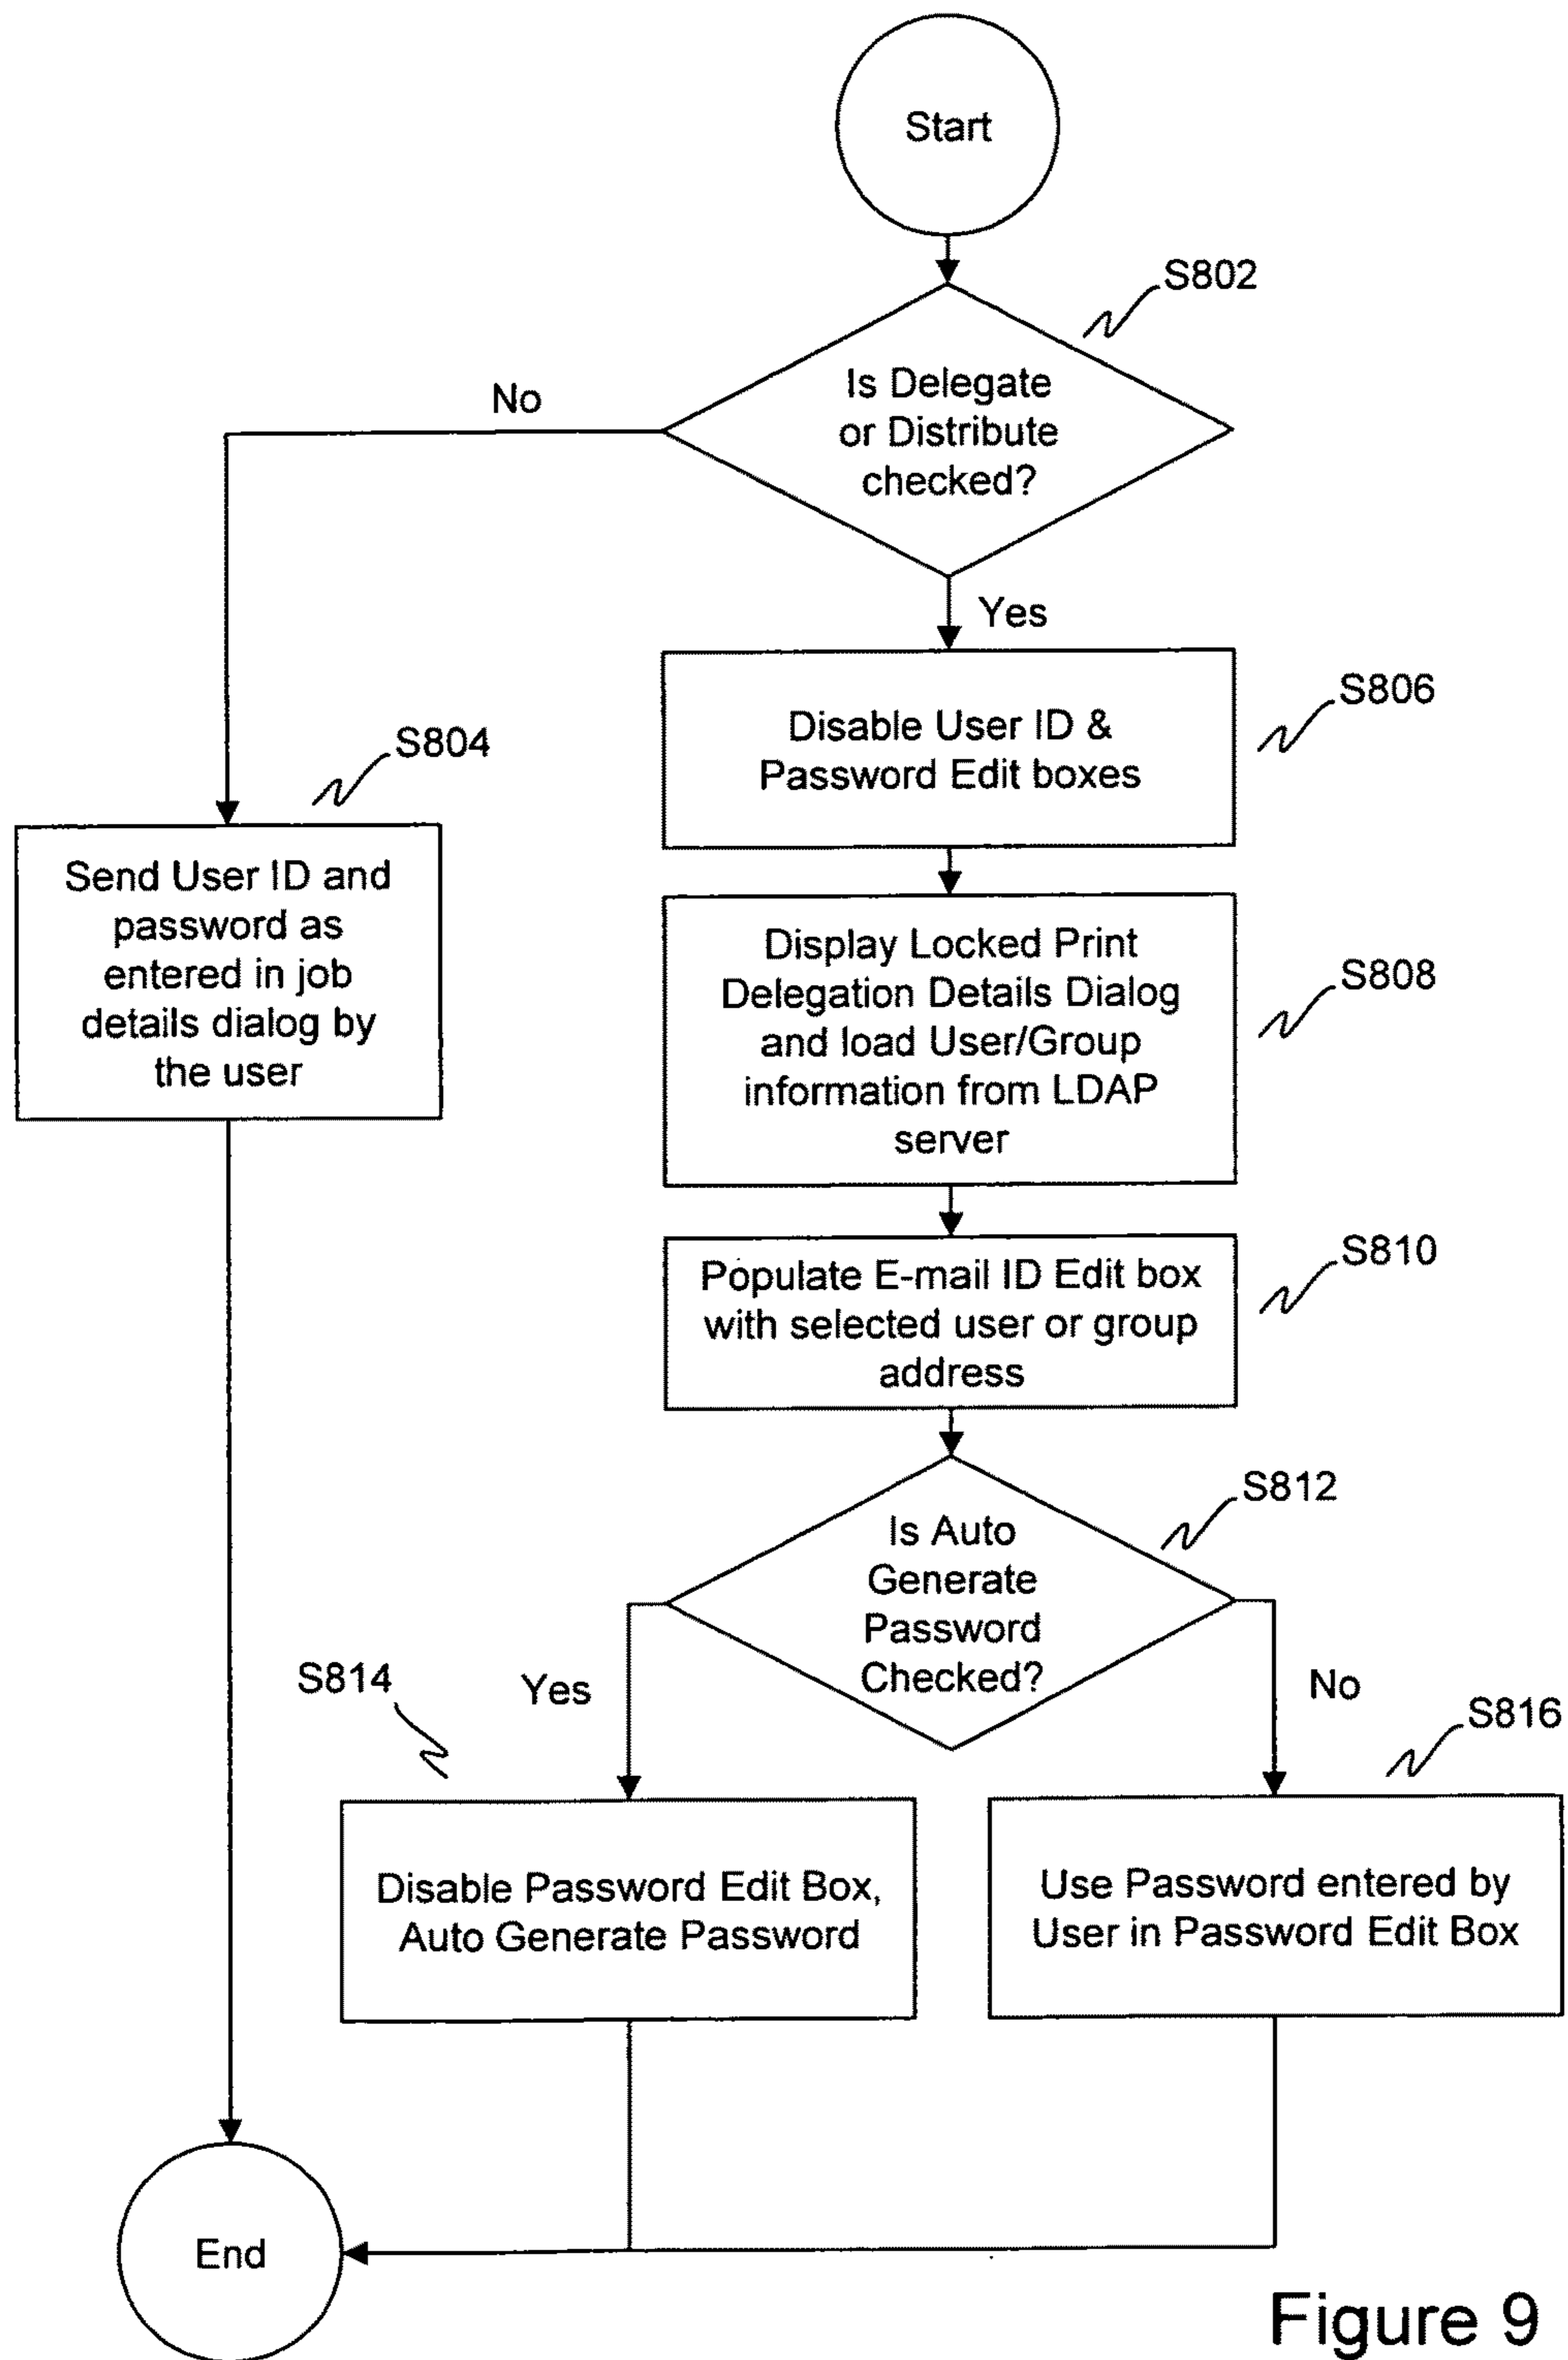 Start
S802
Is Delegate
or Distribute
checked?
No
Yes
S806
Disable User ID &
Password Edit boxes
S804
Send User ID and
password as
entered in job
details dialog by
the user
S808
Display Locked Print
Delegation Details Dialog
and load User/Group
information from LDAP
server
S810
Populate E-mail ID Edit box
with selected user or group
address
S812
Is Auto
Generate
Password
Checked?
Yes
No
S814
S816
Disable Password Edit Box,
Auto Generate Password
Use Password entered by
User in Password Edit Box
End
Figure 9